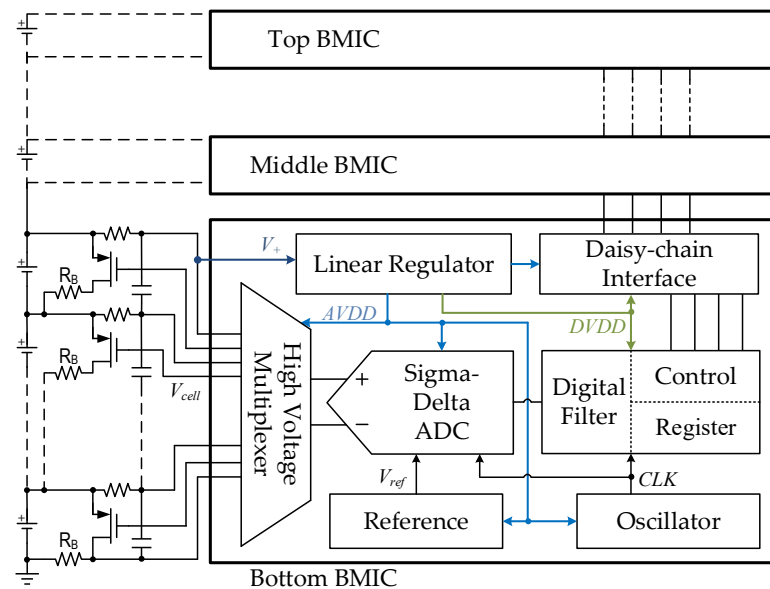 Top BMIC
Middle BMIC
V+
Linear Regulator
Daisy-chain
Interface
RB
AVDD
DVDD
RB
Vcell
High Voltage
Multiplexer
+
−
Sigma-
Delta
ADC
Digital
Filter
Control
Register
Vref
CLK
RB
Reference
Oscillator
Bottom BMIC